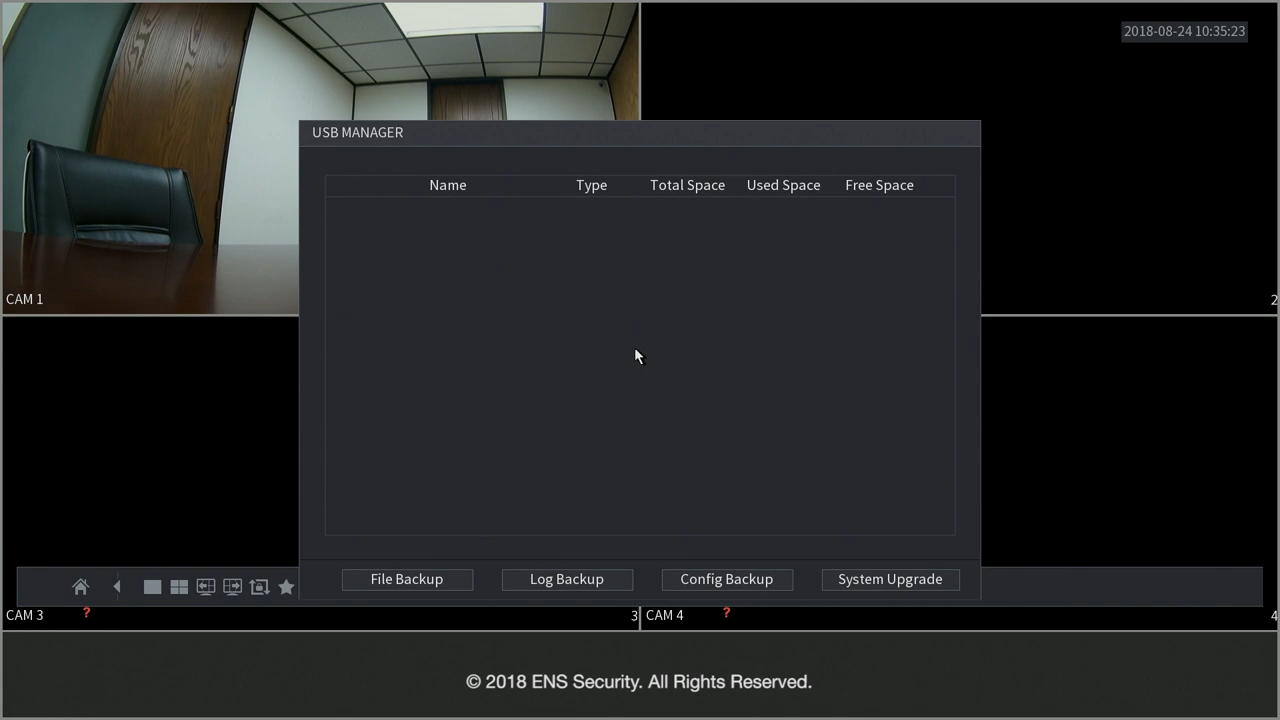 2018-08-24 10:35:23
USB MANAGER
Name Type Total Space Used Space Free Space
CAM 1
2
File Backup Log Backup Config Backup System Upgrade
CAM 3 ? 3 CAM 4 ? 4
© 2018 ENS Security. All Rights Reserved.